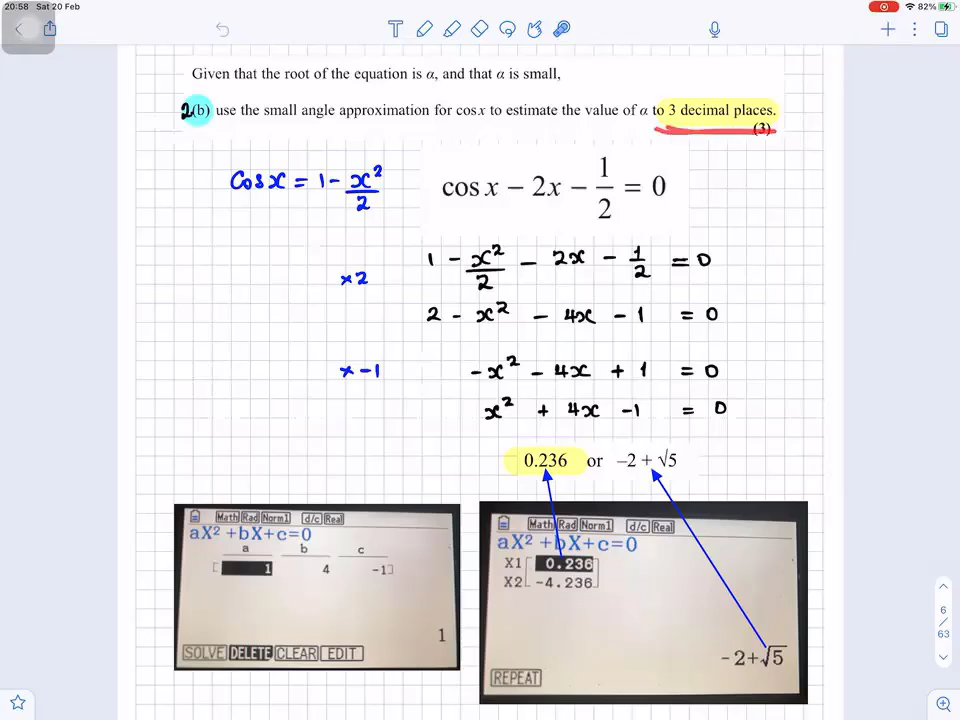 20:58 Sat 20 Feb
82%
Given that the root of the equation is α, and that α is small,
2(b) use the small angle approximation for cos x to estimate the value of α to 3 decimal places.
(3)
cos x = 1 - x²/2
cos x − 2x − 1/2 = 0
1 - x²/2 - 2x - 1/2 = 0
×2
2 - x² - 4x - 1 = 0
× -1
-x² - 4x + 1 = 0
x² + 4x - 1 = 0
0.236 or –2 + √5
Math Rad Norm1 d/c Real
aX²+bX+c=0
a b c
[ 1 4 -1]
1
SOLVE DELETE CLEAR EDIT
Math Rad Norm1 d/c Real
aX²+bX+c=0
X1[ 0.236]
X2[-4.236]
-2+√5
REPEAT
6
/
63